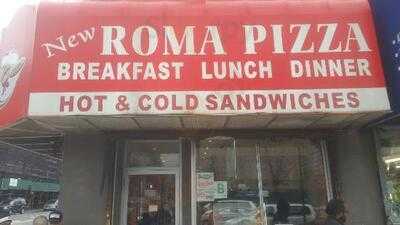 New ROMA PIZZA
BREAKFAST LUNCH DINNER
HOT & COLD SANDWICHES
B